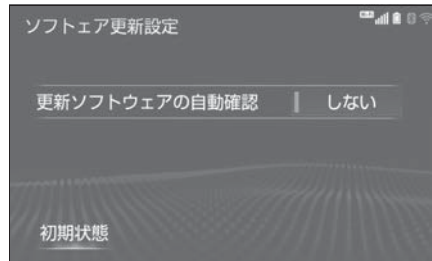 ソフトェア更新設定
更新ソフトウェアの自動確認 しない
初期状態